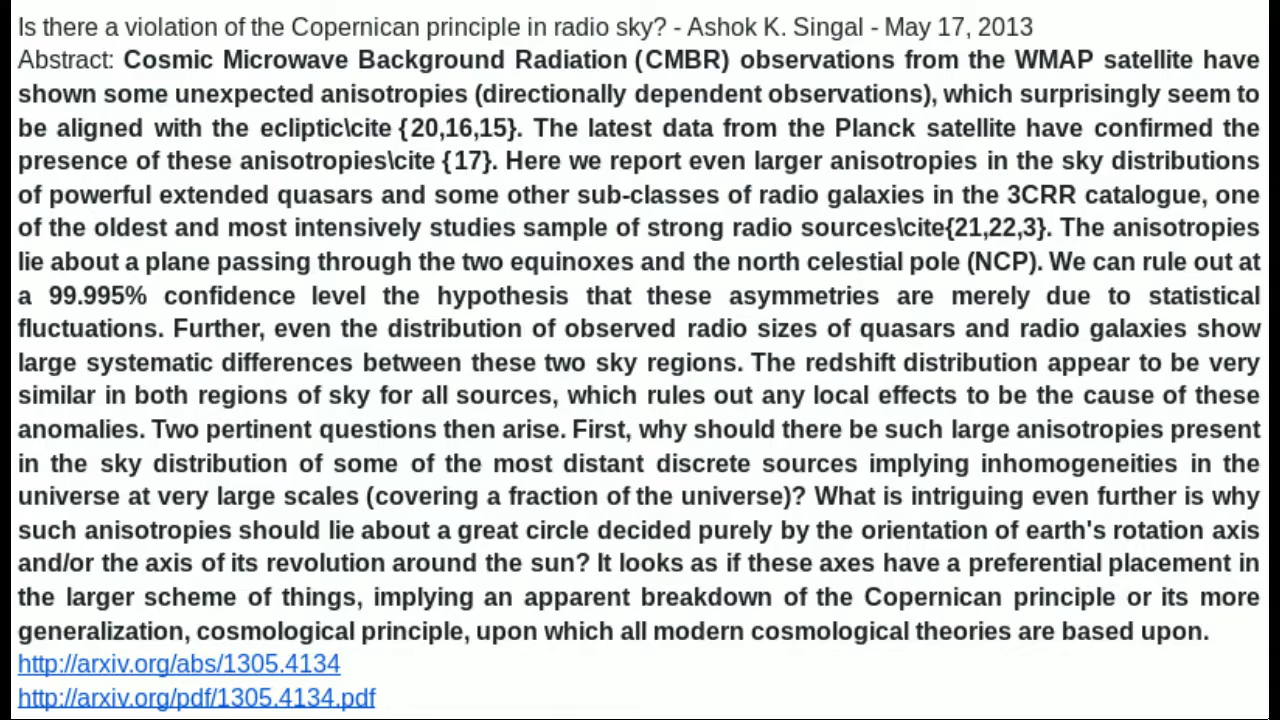 Is there a violation of the Copernican principle in radio sky? - Ashok K. Singal - May 17, 2013
Abstract: Cosmic Microwave Background Radiation (CMBR) observations from the WMAP satellite have
shown some unexpected anisotropies (directionally dependent observations), which surprisingly seem to
be aligned with the ecliptic\cite {20,16,15}. The latest data from the Planck satellite have confirmed the
presence of these anisotropies\cite {17}. Here we report even larger anisotropies in the sky distributions
of powerful extended quasars and some other sub-classes of radio galaxies in the 3CRR catalogue, one
of the oldest and most intensively studies sample of strong radio sources\cite{21,22,3}. The anisotropies
lie about a plane passing through the two equinoxes and the north celestial pole (NCP). We can rule out at
a 99.995% confidence level the hypothesis that these asymmetries are merely due to statistical
fluctuations. Further, even the distribution of observed radio sizes of quasars and radio galaxies show
large systematic differences between these two sky regions. The redshift distribution appear to be very
similar in both regions of sky for all sources, which rules out any local effects to be the cause of these
anomalies. Two pertinent questions then arise. First, why should there be such large anisotropies present
in the sky distribution of some of the most distant discrete sources implying inhomogeneities in the
universe at very large scales (covering a fraction of the universe)? What is intriguing even further is why
such anisotropies should lie about a great circle decided purely by the orientation of earth's rotation axis
and/or the axis of its revolution around the sun? It looks as if these axes have a preferential placement in
the larger scheme of things, implying an apparent breakdown of the Copernican principle or its more
generalization, cosmological principle, upon which all modern cosmological theories are based upon.
http://arxiv.org/abs/1305.4134
http://arxiv.org/pdf/1305.4134.pdf